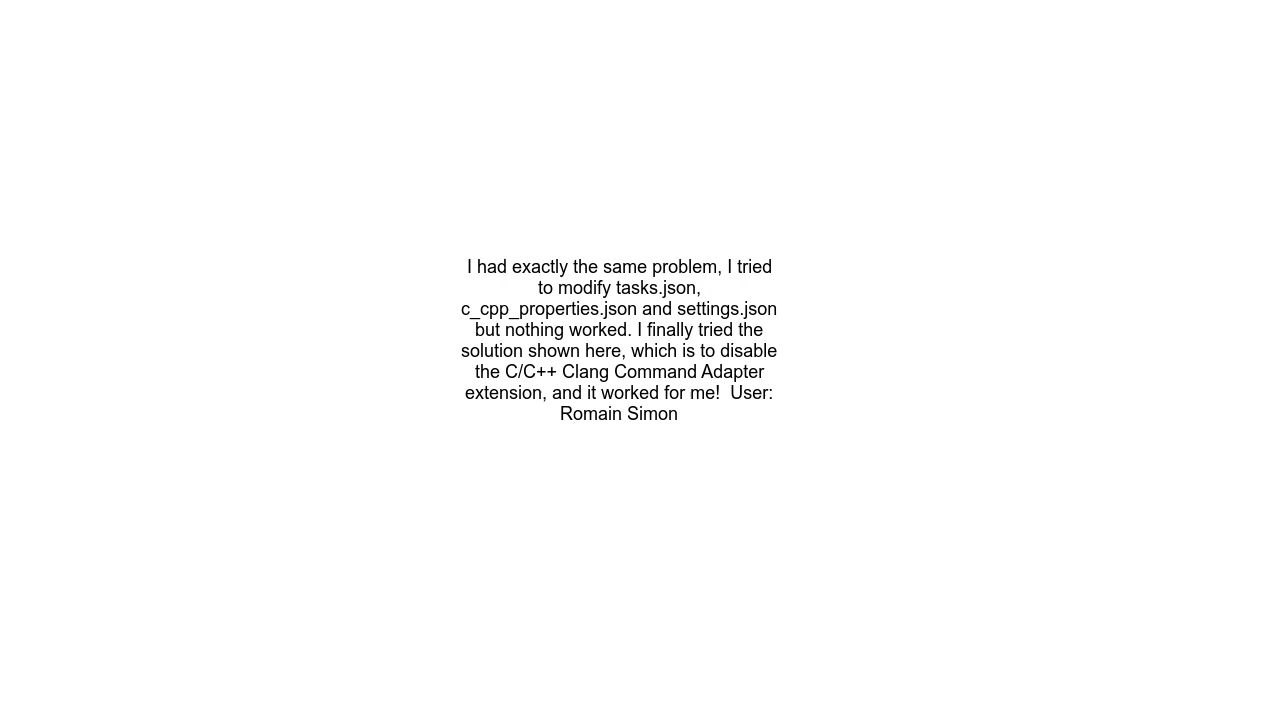 I had exactly the same problem, I tried
to modify tasks.json,
c_cpp_properties.json and settings.json
but nothing worked. I finally tried the
solution shown here, which is to disable
the C/C++ Clang Command Adapter
extension, and it worked for me!  User:
Romain Simon